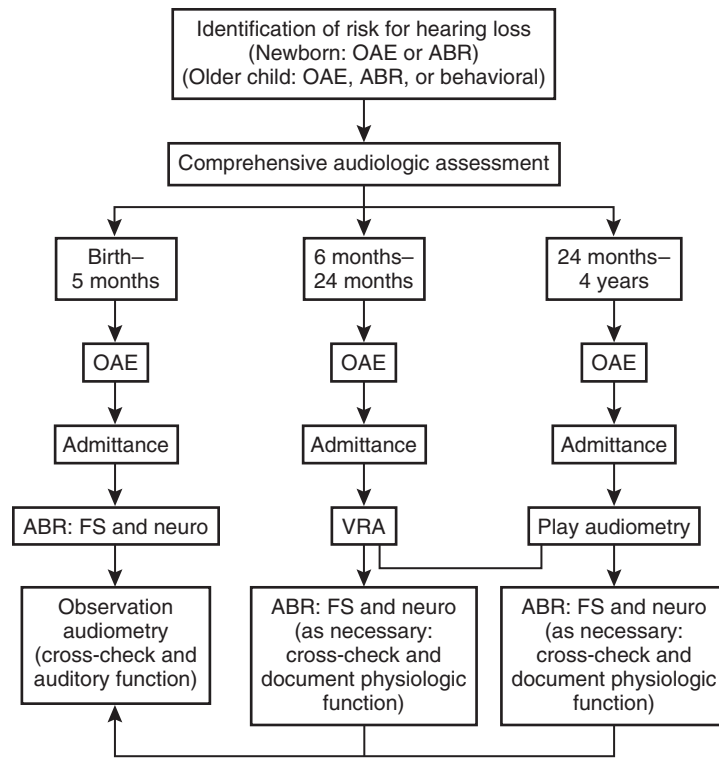 Identification of risk for hearing loss
(Newborn: OAE or ABR)
(Older child: OAE, ABR, or behavioral)
Comprehensive audiologic assessment
Birth–
5 months
6 months–
24 months
24 months–
4 years
OAE
OAE
OAE
Admittance
Admittance
Admittance
ABR: FS and neuro
VRA
Play audiometry
Observation
audiometry
(cross-check and
auditory function)
ABR: FS and neuro
(as necessary:
cross-check and
document physiologic
function)
ABR: FS and neuro
(as necessary:
cross-check and
document physiologic
function)